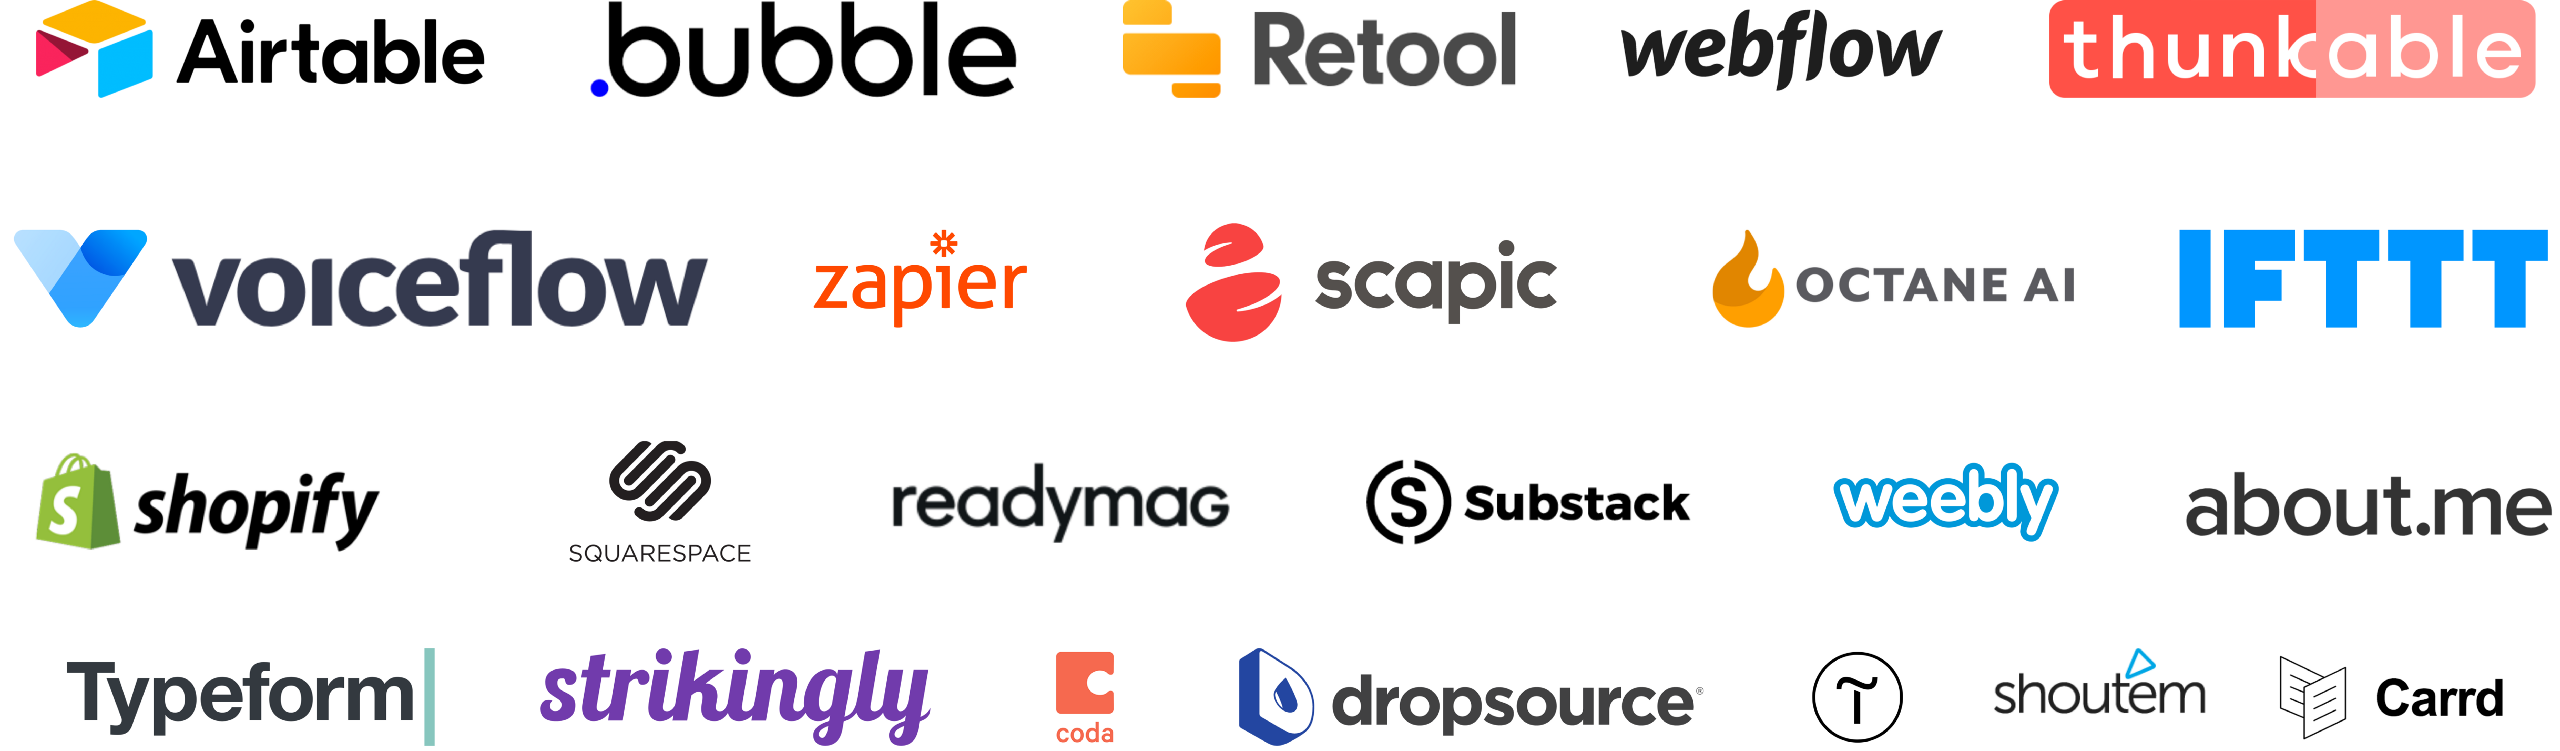 Airtable .bubble Retool webflow thunkable
voiceflow zapier scapic OCTANE AI IFTTT
S shopify SQUARESPACE readymag S Substack weebly about.me
Typeform strikingly coda dropsource® T shoutem Carrd